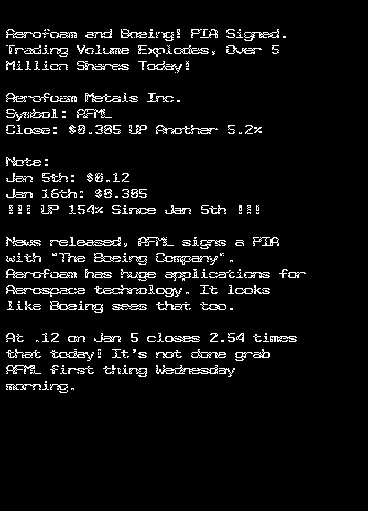 Aerofoam and Boeing! PIA Signed.
Trading Volume Explodes, Over 5
Million Shares Today!
Aerofoam Metals Inc.
Symbol: AFML
Close: $0.305 UP Another 5.2%
Note:
Jan 5th: $0.12
Jan 16th: $0.305
!!! UP 154% Since Jan 5th !!!
News released, AFML signs a PIA
with "The Boeing Company".
Aerofoam has huge applications for
Aerospace technology. It looks
like Boeing sees that too.
At .12 on Jan 5 closes 2.54 times
that today! It's not done grab
AFML first thing Wednesday
morning.